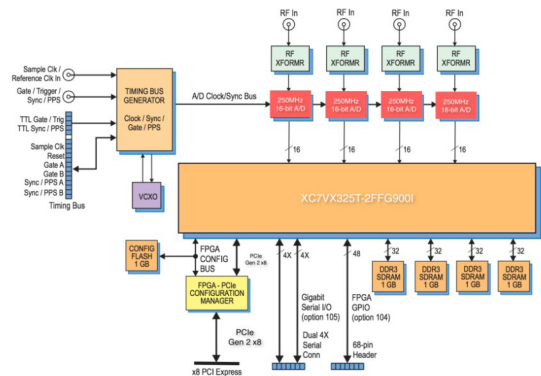 RF In
RF In
RF In
RF In
Sample Clk /
Reference Clk In
Gate / Trigger /
Sync / PPS
TTL Gate / Trig
TTL Sync / PPS
Sample Clk
Reset
Gate A
Gate B
Sync / PPS A
Sync / PPS B
Timing Bus
TIMING BUS
GENERATOR
Clock / Sync /
Gate / PPS
VCXO
A/D Clock/Sync Bus
RF
XFORMR
RF
XFORMR
RF
XFORMR
RF
XFORMR
250MHz
16-bit A/D
250MHz
16-bit A/D
250MHz
16-bit A/D
250MHz
16-bit A/D
16
16
16
16
XC7VX325T-2FFG900I
CONFIG
FLASH
1 GB
FPGA
CONFIG
BUS
PCIe
Gen 2 x8
4X
4X
48
32
32
32
32
FPGA - PCIe
CONFIGURATION
MANAGER
PCIe
Gen 2 x8
x8 PCI Express
Gigabit
Serial I/O
(option 105)
Dual 4X
Serial
Conn
FPGA
GPIO
(option 104)
68-pin
Header
DDR3
SDRAM
1 GB
DDR3
SDRAM
1 GB
DDR3
SDRAM
1 GB
DDR3
SDRAM
1 GB